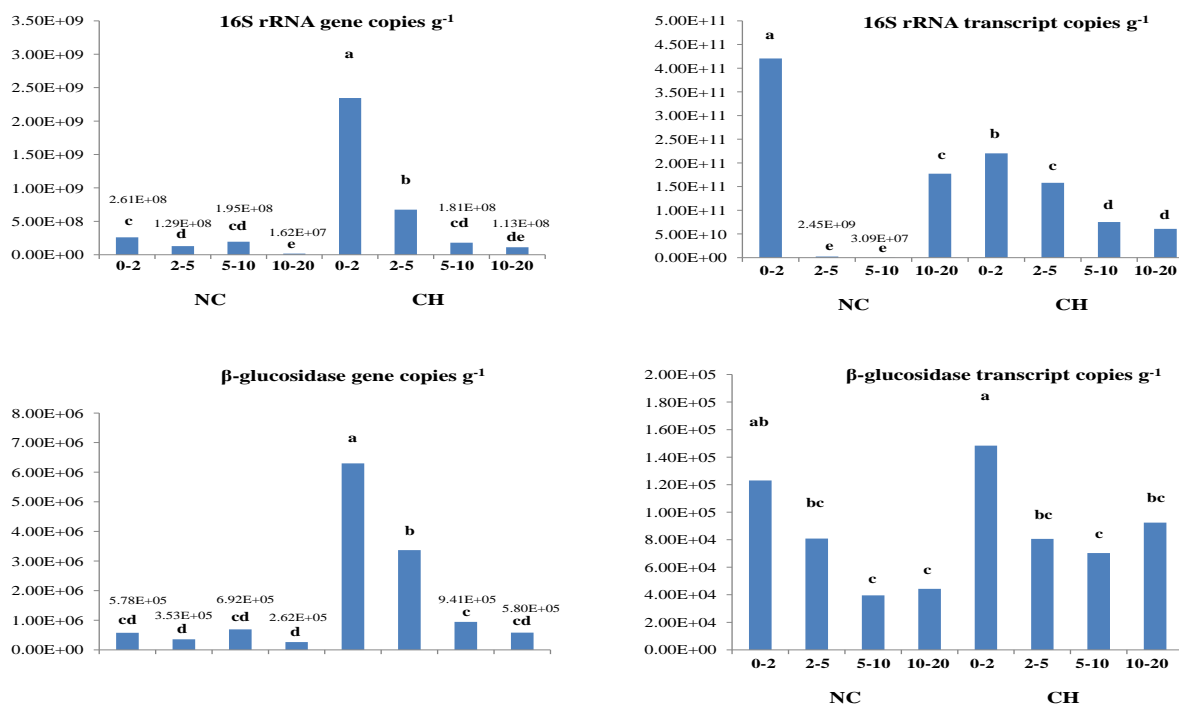 16S rRNA gene copies g-1
3.50E+09
3.00E+09
2.50E+09
2.00E+09
1.50E+09
1.00E+09
5.00E+08
0.00E+00
a
b
2.61E+08
1.29E+08
1.95E+08
1.62E+07
1.81E+08
1.13E+08
c
d
cd
e
cd
de
0-2 2-5 5-10 10-20 0-2 2-5 5-10 10-20
NC CH
16S rRNA transcript copies g-1
5.00E+11
4.50E+11
4.00E+11
3.50E+11
3.00E+11
2.50E+11
2.00E+11
1.50E+11
1.00E+11
5.00E+10
0.00E+00
a
2.45E+09
e
3.09E+07
e
c
b
c
d
d
0-2 2-5 5-10 10-20 0-2 2-5 5-10 10-20
NC CH
β-glucosidase gene copies g-1
8.00E+06
7.00E+06
6.00E+06
5.00E+06
4.00E+06
3.00E+06
2.00E+06
1.00E+06
0.00E+00
5.78E+05
cd
3.53E+05
d
6.92E+05
cd
2.62E+05
d
a
b
9.41E+05
c
5.80E+05
cd
β-glucosidase transcript copies g-1
2.00E+05
1.80E+05
1.60E+05
1.40E+05
1.20E+05
1.00E+05
8.00E+04
6.00E+04
4.00E+04
2.00E+04
0.00E+00
ab
bc
c
c
a
bc
c
bc
0-2 2-5 5-10 10-20 0-2 2-5 5-10 10-20
NC CH